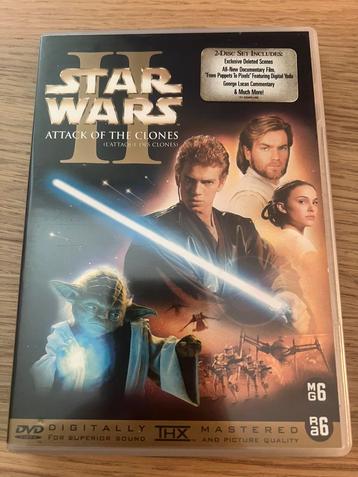 II
STAR
WARS
ATTACK OF THE CLONES
(L'ATTAQUE DES CLONES)
2-DISC SET INCLUDES:
Exclusive Deleted Scenes
All-New Documentary Film,
"From Puppets To Pixels" Featuring Digital Yoda
George Lucas Commentary
& Much More!
MG6
Ra6
DVD DIGITALLY THX MASTERED
FOR SUPERIOR SOUND AND PICTURE QUALITY